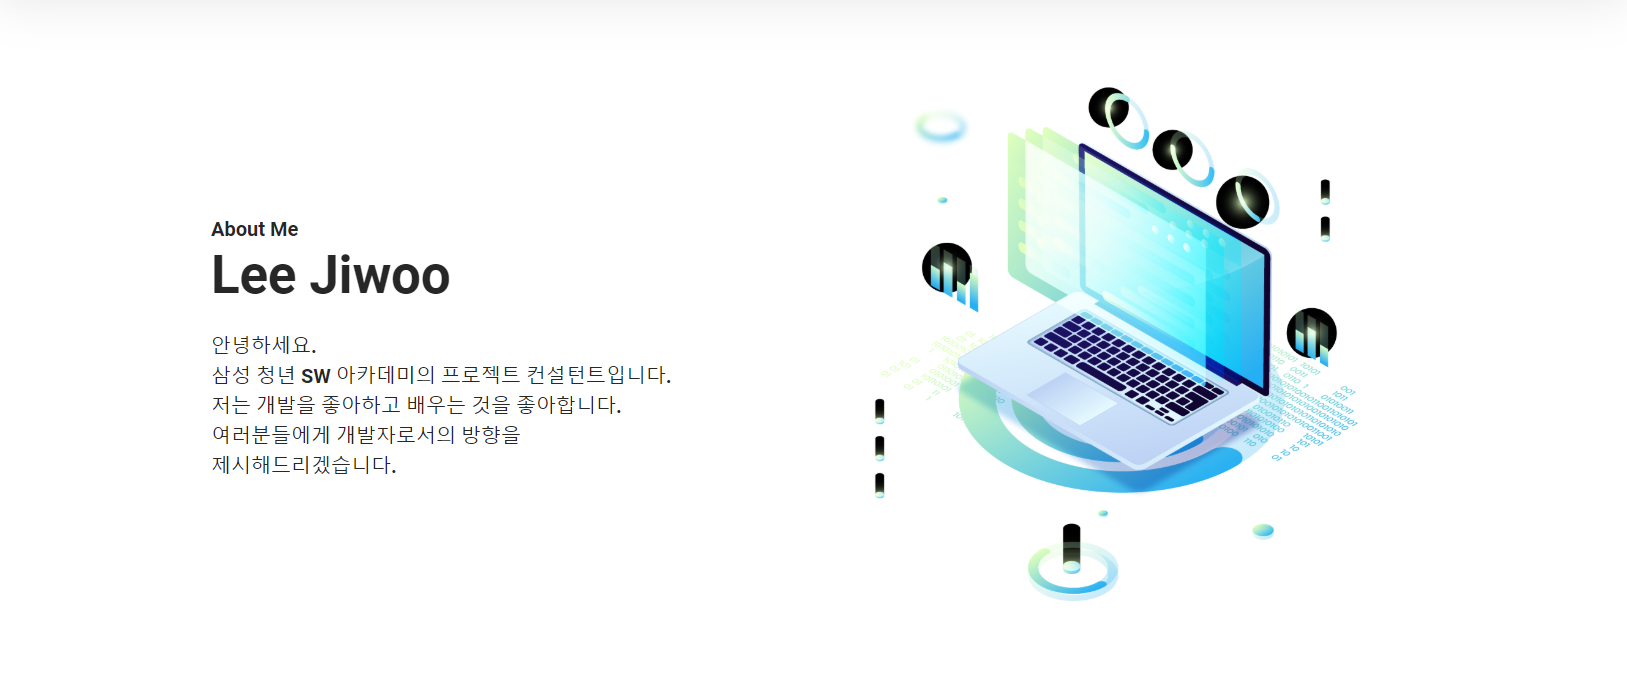 About Me
Lee Jiwoo
안녕하세요.
삼성 청년 SW 아카데미의 프로젝트 컨설턴트입니다.
저는 개발을 좋아하고 배우는 것을 좋아합니다.
여러분들에게 개발자로서의 방향을
제시해드리겠습니다.